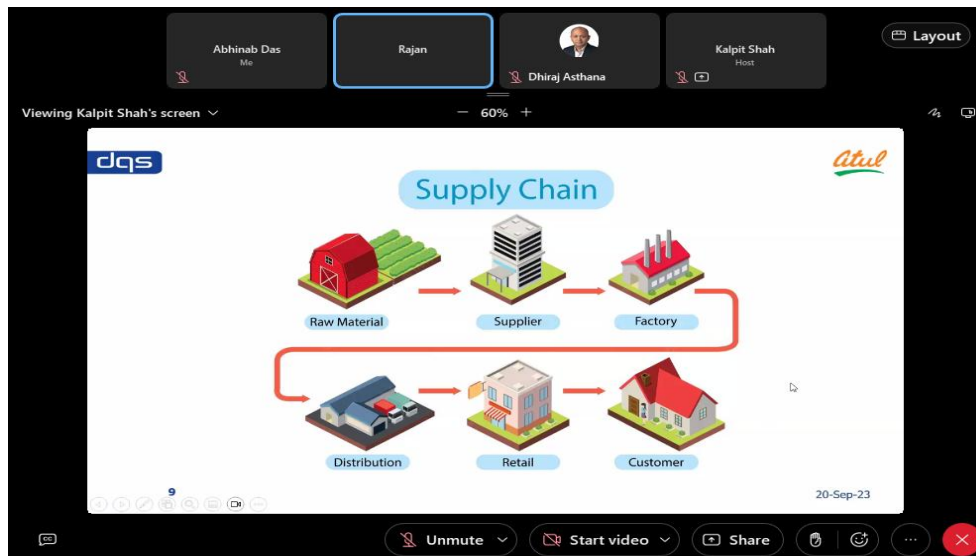 Abhinab Das
Me
Rajan
Dhiraj Asthana
Kalpit Shah
Host
Layout
Viewing Kalpit Shah's screen
60%
dqs
atul
Supply Chain
Raw Material
Supplier
Factory
Distribution
Retail
Customer
9
20-Sep-23
CC
Unmute
Start video
Share